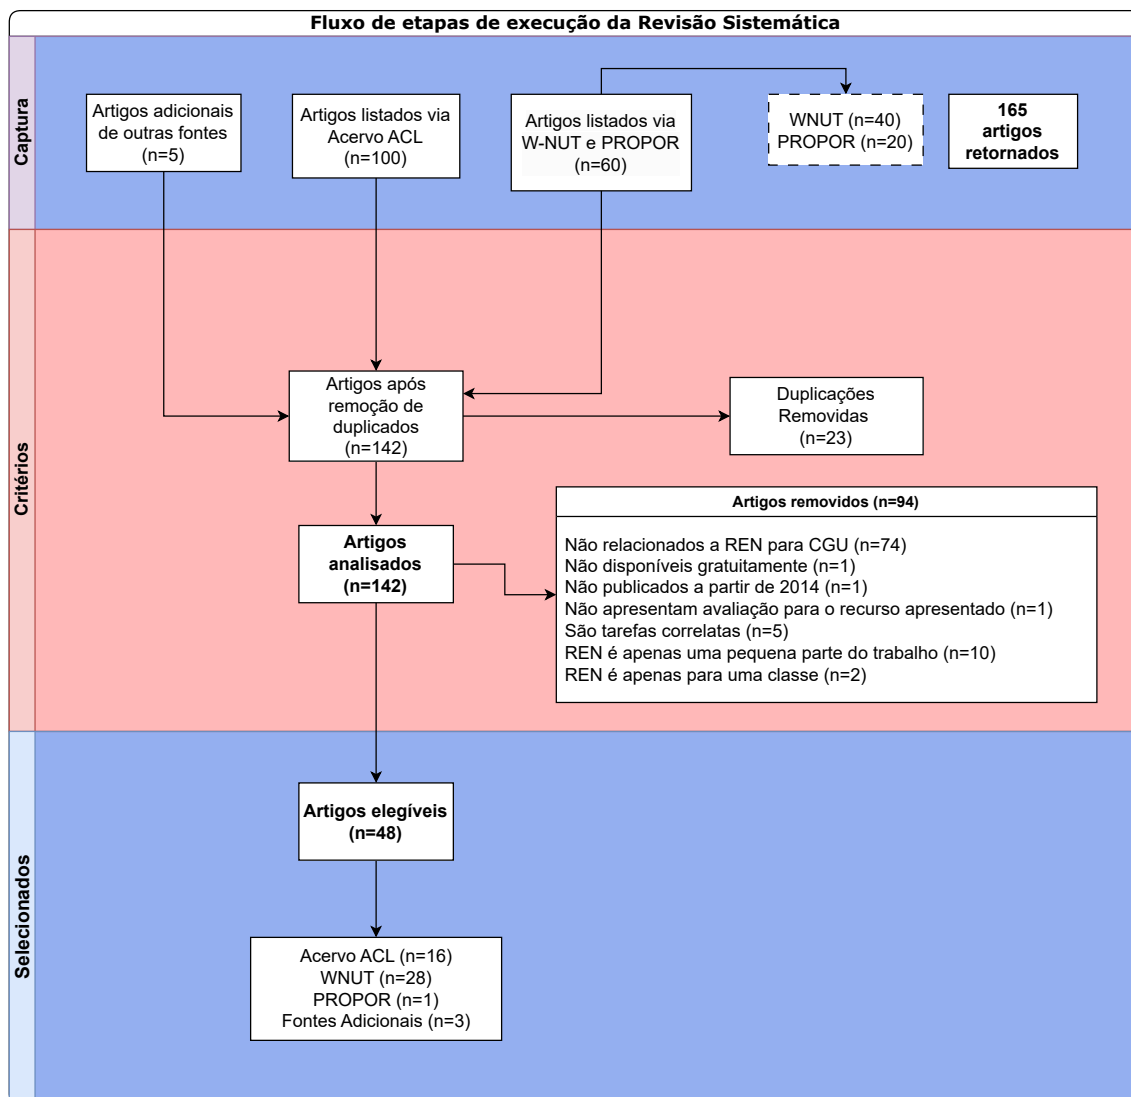 Fluxo de etapas de execução da Revisão Sistemática
Captura
Artigos adicionais
de outras fontes
(n=5)
Artigos listados via
Acervo ACL
(n=100)
Artigos listados via
W-NUT e PROPOR
(n=60)
WNUT (n=40)
PROPOR (n=20)
165
artigos
retornados
Critérios
Artigos após
remoção de
duplicados
(n=142)
Duplicações
Removidas
(n=23)
Artigos
analisados
(n=142)
Artigos removidos (n=94)
Não relacionados a REN para CGU (n=74)
Não disponíveis gratuitamente (n=1)
Não publicados a partir de 2014 (n=1)
Não apresentam avaliação para o recurso apresentado (n=1)
São tarefas correlatas (n=5)
REN é apenas uma pequena parte do trabalho (n=10)
REN é apenas para uma classe (n=2)
Selecionados
Artigos elegíveis
(n=48)
Acervo ACL (n=16)
WNUT (n=28)
PROPOR (n=1)
Fontes Adicionais (n=3)